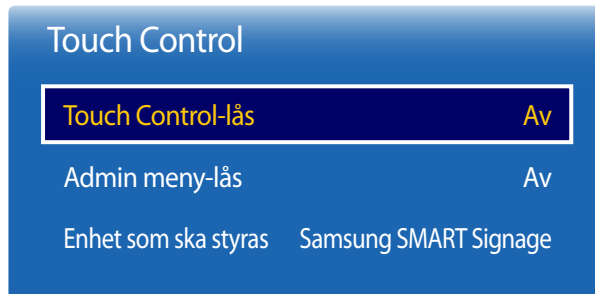 Touch Control
Touch Control-lås Av
Admin meny-lås Av
Enhet som ska styras Samsung SMART Signage